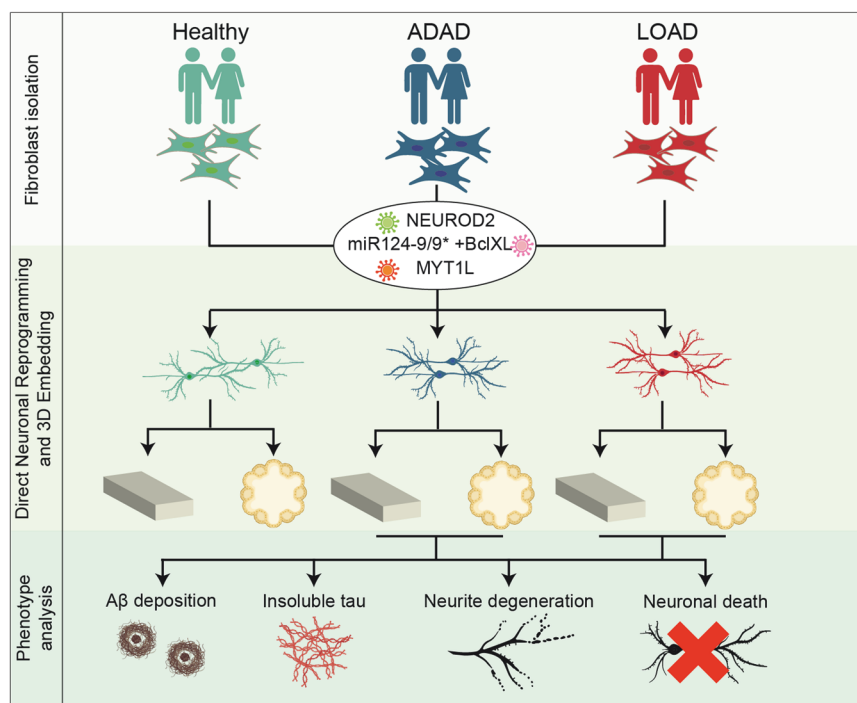 Healthy
ADAD
LOAD
Fibroblast isolation
NEUROD2
miR124-9/9* +BclXL
MYT1L
Direct Neuronal Reprogramming
and 3D Embedding
Phenotype
analysis
Aβ deposition
Insoluble tau
Neurite degeneration
Neuronal death